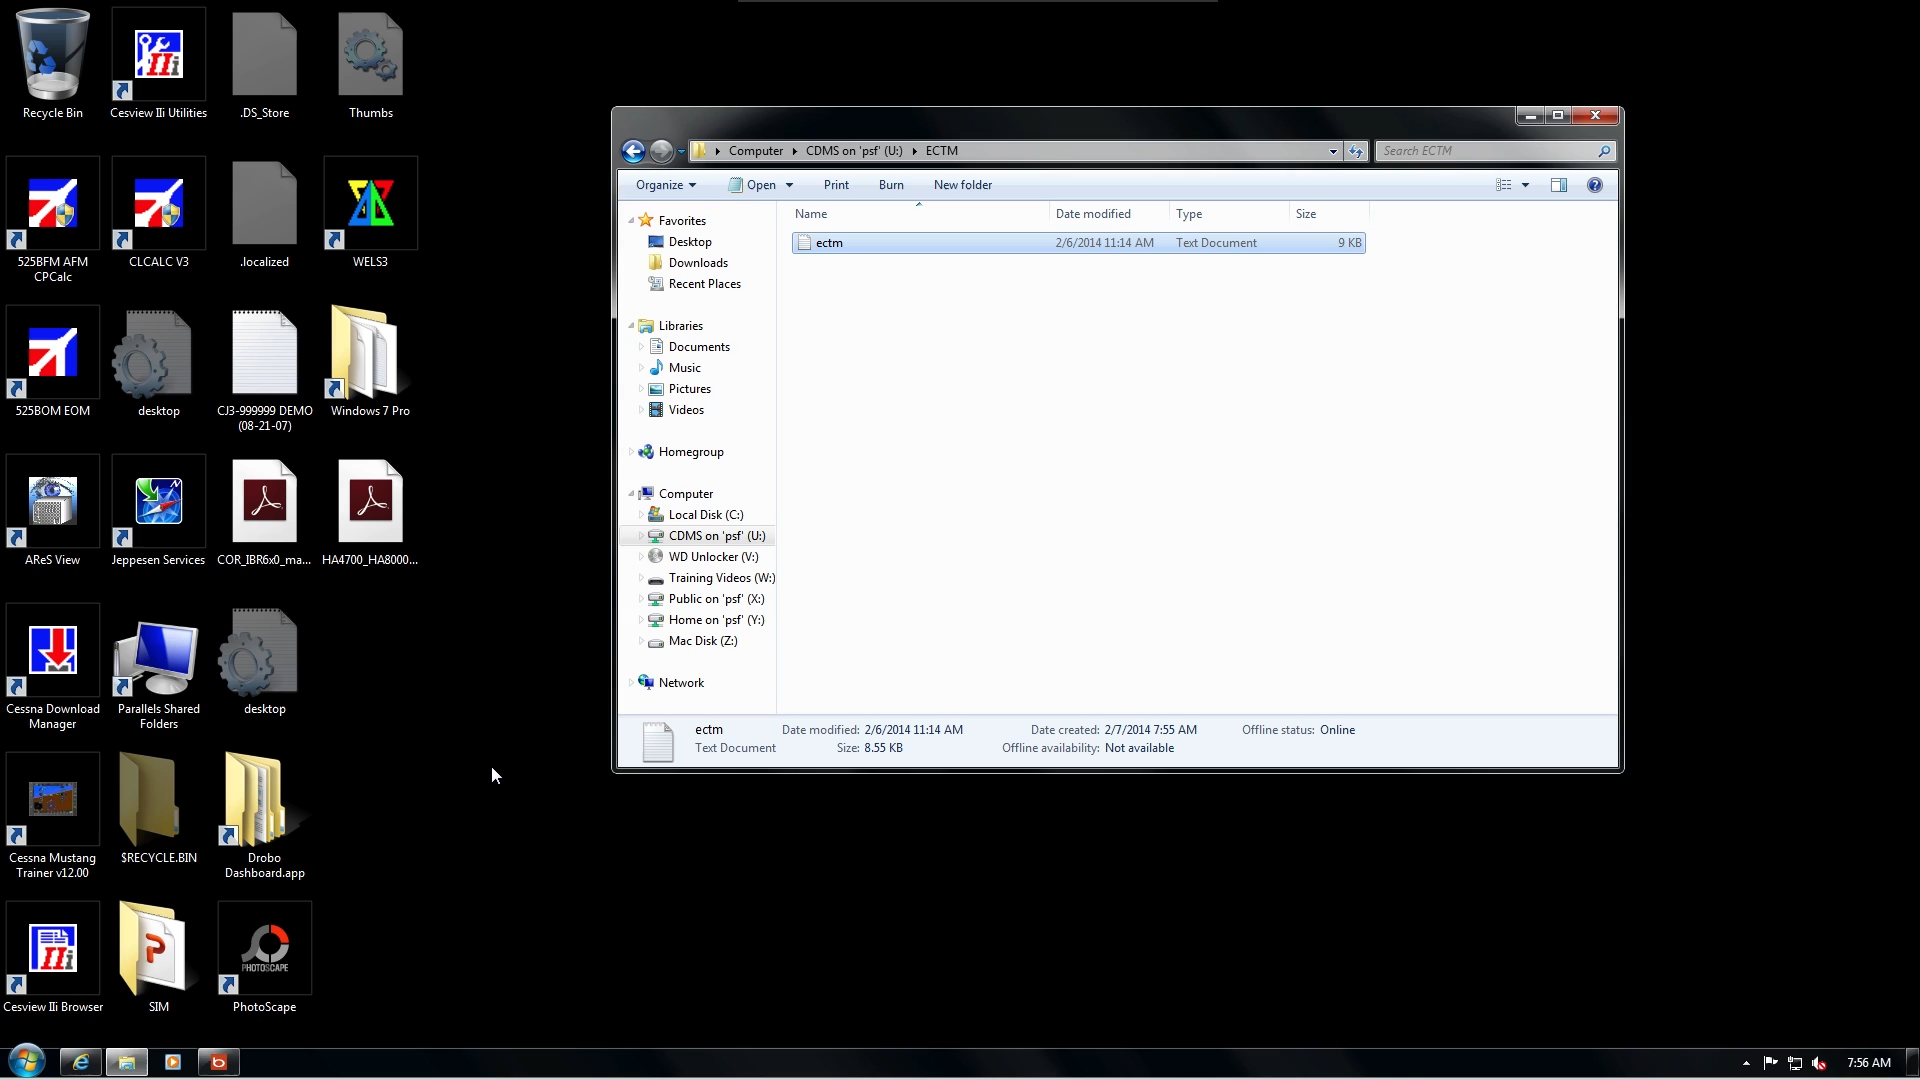 Recycle Bin
Cesview IIi Utilities
.DS_Store
Thumbs
525BFM AFM
CPCalc
CLCALC V3
.localized
WELS3
525BOM EOM
desktop
CJ3-999999 DEMO
(08-21-07)
Windows 7 Pro
AReS View
Jeppesen Services
COR_IBR6x0_ma...
HA4700_HA8000...
Cessna Download
Manager
Parallels Shared
Folders
desktop
Cessna Mustang
Trainer v12.00
$RECYCLE.BIN
Drobo
Dashboard.app
Cesview IIi Browser
SIM
PHOTOSCAPE
PhotoScape
Computer CDMS on 'psf' (U:) ECTM
Search ECTM
Organize Open Print Burn New folder
Favorites
Desktop
Downloads
Recent Places
Libraries
Documents
Music
Pictures
Videos
Homegroup
Computer
Local Disk (C:)
CDMS on 'psf' (U:)
WD Unlocker (V:)
Training Videos (W:)
Public on 'psf' (X:)
Home on 'psf' (Y:)
Mac Disk (Z:)
Network
Name Date modified Type Size
ectm 2/6/2014 11:14 AM Text Document 9 KB
ectm Date modified: 2/6/2014 11:14 AM Date created: 2/7/2014 7:55 AM Offline status: Online
Text Document Size: 8.55 KB Offline availability: Not available
7:56 AM